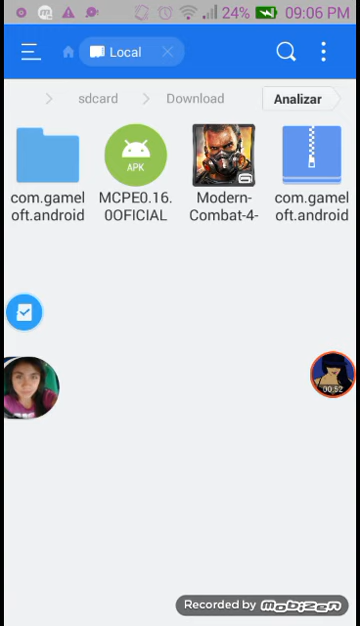 24% 09:06 PM
Local
sdcard Download Analizar
APK
com.gamel
oft.android
MCPE0.16.
0OFICIAL
Modern-
Combat-4-
com.gamel
oft.android
00:52
Recorded by mobizen